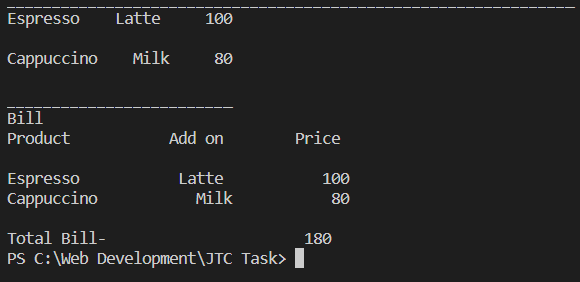 Espresso    Latte     100
Cappuccino    Milk     80
Bill
Product           Add on        Price
Espresso           Latte           100
Cappuccino           Milk           80
Total Bill-                      180
PS C:\Web Development\JTC Task>